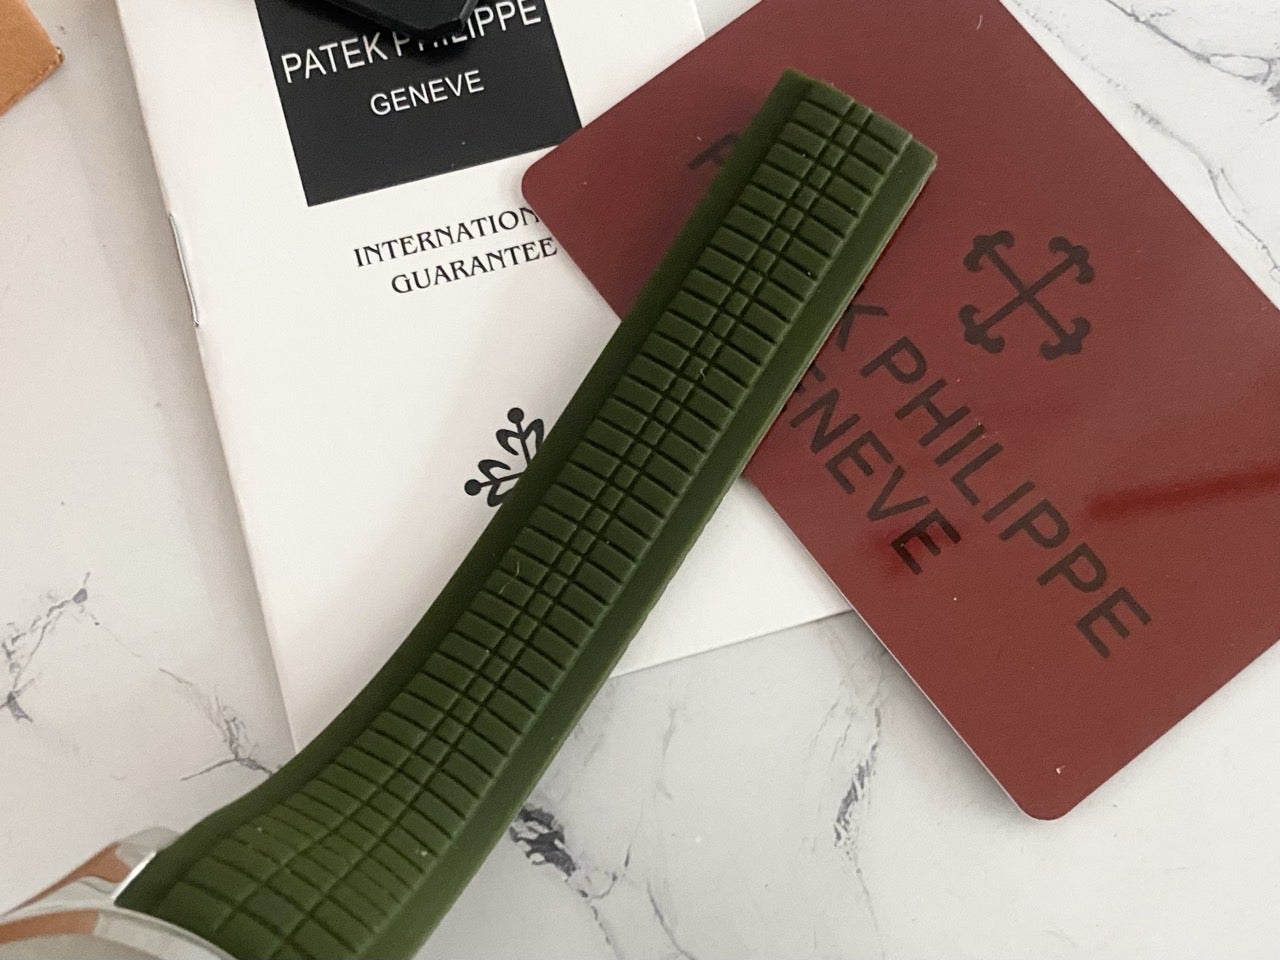 PATEK PHILIPPE
GENEVE
INTERNATION
GUARANTEE
K PHILIPPE
ENEVE